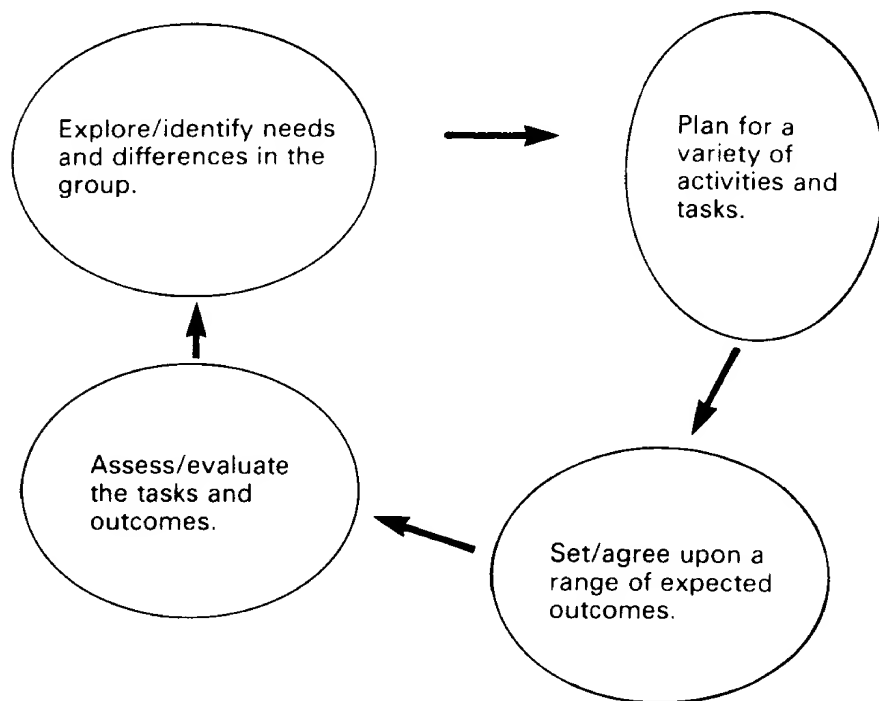 Explore/identify needs
and differences in the
group.
Plan for a
variety of
activities and
tasks.
Set/agree upon a
range of expected
outcomes.
Assess/evaluate
the tasks and
outcomes.